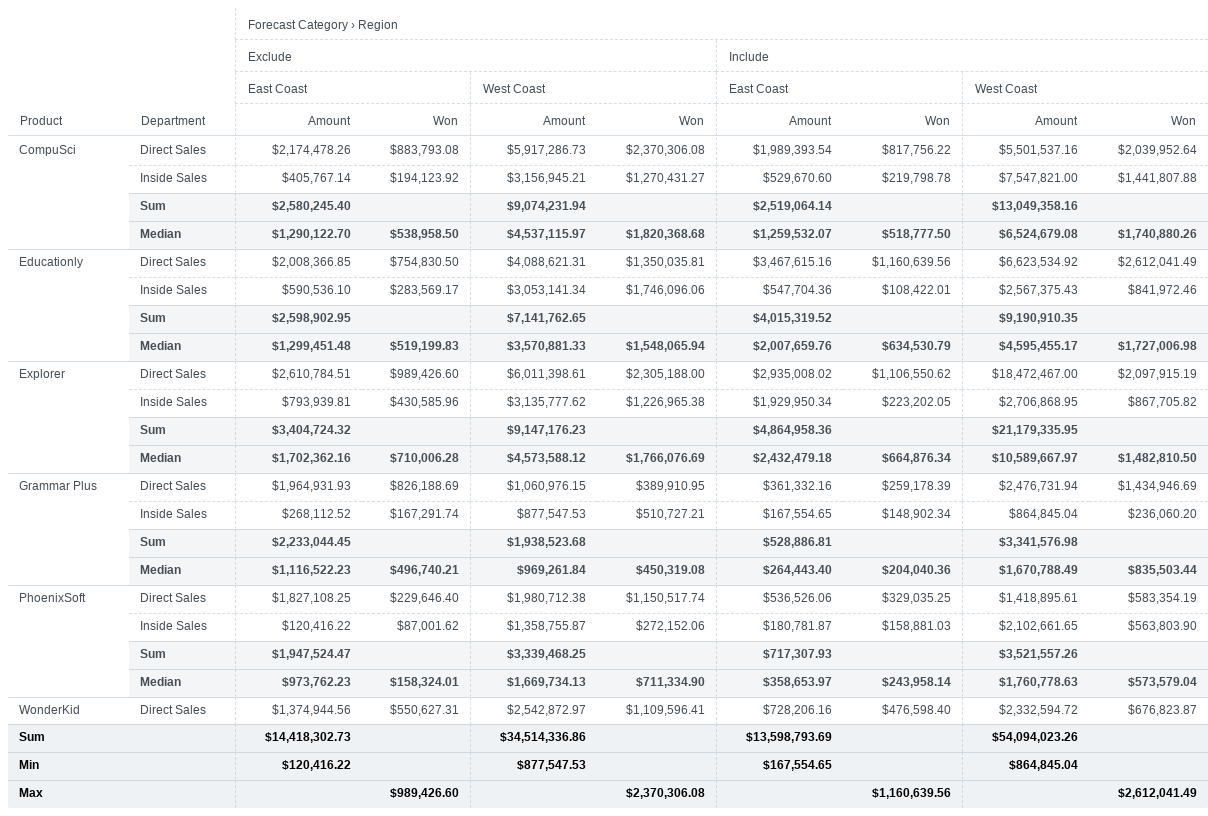 Forecast Category › Region
Exclude Include
East Coast West Coast East Coast West Coast
Product Department Amount Won Amount Won Amount Won Amount Won
CompuSci Direct Sales $2,174,478.26 $883,793.08 $5,917,286.73 $2,370,306.08 $1,989,393.54 $817,756.22 $5,501,537.16 $2,039,952.64
Inside Sales $405,767.14 $194,123.92 $3,156,945.21 $1,270,431.27 $529,670.60 $219,798.78 $7,547,821.00 $1,441,807.88
Sum $2,580,245.40 $9,074,231.94 $2,519,064.14 $13,049,358.16
Median $1,290,122.70 $538,958.50 $4,537,115.97 $1,820,368.68 $1,259,532.07 $518,777.50 $6,524,679.08 $1,740,880.26
Educationly Direct Sales $2,008,366.85 $754,830.50 $4,088,621.31 $1,350,035.81 $3,467,615.16 $1,160,639.56 $6,623,534.92 $2,612,041.49
Inside Sales $590,536.10 $283,569.17 $3,053,141.34 $1,746,096.06 $547,704.36 $108,422.01 $2,567,375.43 $841,972.46
Sum $2,598,902.95 $7,141,762.65 $4,015,319.52 $9,190,910.35
Median $1,299,451.48 $519,199.83 $3,570,881.33 $1,548,065.94 $2,007,659.76 $634,530.79 $4,595,455.17 $1,727,006.98
Explorer Direct Sales $2,610,784.51 $989,426.60 $6,011,398.61 $2,305,188.00 $2,935,008.02 $1,106,550.62 $18,472,467.00 $2,097,915.19
Inside Sales $793,939.81 $430,585.96 $3,135,777.62 $1,226,965.38 $1,929,950.34 $223,202.05 $2,706,868.95 $867,705.82
Sum $3,404,724.32 $9,147,176.23 $4,864,958.36 $21,179,335.95
Median $1,702,362.16 $710,006.28 $4,573,588.12 $1,766,076.69 $2,432,479.18 $664,876.34 $10,589,667.97 $1,482,810.50
Grammar Plus Direct Sales $1,964,931.93 $826,188.69 $1,060,976.15 $389,910.95 $361,332.16 $259,178.39 $2,476,731.94 $1,434,946.69
Inside Sales $268,112.52 $167,291.74 $877,547.53 $510,727.21 $167,554.65 $148,902.34 $864,845.04 $236,060.20
Sum $2,233,044.45 $1,938,523.68 $528,886.81 $3,341,576.98
Median $1,116,522.23 $496,740.21 $969,261.84 $450,319.08 $264,443.40 $204,040.36 $1,670,788.49 $835,503.44
PhoenixSoft Direct Sales $1,827,108.25 $229,646.40 $1,980,712.38 $1,150,517.74 $536,526.06 $329,035.25 $1,418,895.61 $583,354.19
Inside Sales $120,416.22 $87,001.62 $1,358,755.87 $272,152.06 $180,781.87 $158,881.03 $2,102,661.65 $563,803.90
Sum $1,947,524.47 $3,339,468.25 $717,307.93 $3,521,557.26
Median $973,762.23 $158,324.01 $1,669,734.13 $711,334.90 $358,653.97 $243,958.14 $1,760,778.63 $573,579.04
WonderKid Direct Sales $1,374,944.56 $550,627.31 $2,542,872.97 $1,109,596.41 $728,206.16 $476,598.40 $2,332,594.72 $676,823.87
Sum $14,418,302.73 $34,514,336.86 $13,598,793.69 $54,094,023.26
Min $120,416.22 $877,547.53 $167,554.65 $864,845.04
Max $989,426.60 $2,370,306.08 $1,160,639.56 $2,612,041.49